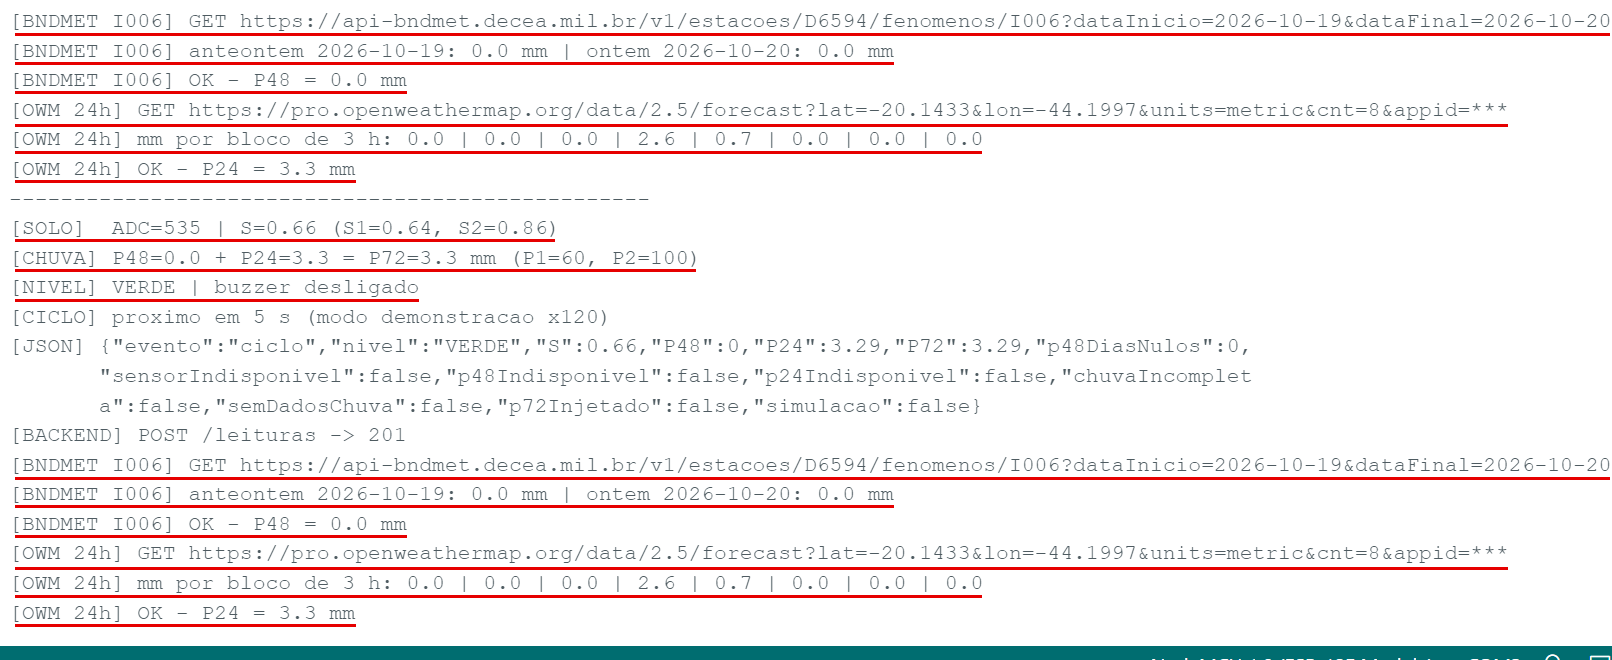 [BNDMET I006] GET https://api-bndmet.decea.mil.br/v1/estacoes/D6594/fenomenos/I006?dataInicio=2026-10-19&dataFinal=2026-10-20
[BNDMET I006] anteontem 2026-10-19: 0.0 mm | ontem 2026-10-20: 0.0 mm
[BNDMET I006] OK - P48 = 0.0 mm
[OWM 24h] GET https://pro.openweathermap.org/data/2.5/forecast?lat=-20.1433&lon=-44.1997&units=metric&cnt=8&appid=***
[OWM 24h] mm por bloco de 3 h: 0.0 | 0.0 | 0.0 | 2.6 | 0.7 | 0.0 | 0.0 | 0.0
[OWM 24h] OK - P24 = 3.3 mm
--------------------------------------------------
[SOLO]  ADC=535 | S=0.66 (S1=0.64, S2=0.86)
[CHUVA] P48=0.0 + P24=3.3 = P72=3.3 mm (P1=60, P2=100)
[NIVEL] VERDE | buzzer desligado
[CICLO] proximo em 5 s (modo demonstracao x120)
[JSON] {"evento":"ciclo","nivel":"VERDE","S":0.66,"P48":0,"P24":3.29,"P72":3.29,"p48DiasNulos":0,
"sensorIndisponivel":false,"p48Indisponivel":false,"p24Indisponivel":false,"chuvaIncomplet
a":false,"semDadosChuva":false,"p72Injetado":false,"simulacao":false}
[BACKEND] POST /leituras -> 201
[BNDMET I006] GET https://api-bndmet.decea.mil.br/v1/estacoes/D6594/fenomenos/I006?dataInicio=2026-10-19&dataFinal=2026-10-20
[BNDMET I006] anteontem 2026-10-19: 0.0 mm | ontem 2026-10-20: 0.0 mm
[BNDMET I006] OK - P48 = 0.0 mm
[OWM 24h] GET https://pro.openweathermap.org/data/2.5/forecast?lat=-20.1433&lon=-44.1997&units=metric&cnt=8&appid=***
[OWM 24h] mm por bloco de 3 h: 0.0 | 0.0 | 0.0 | 2.6 | 0.7 | 0.0 | 0.0 | 0.0
[OWM 24h] OK - P24 = 3.3 mm